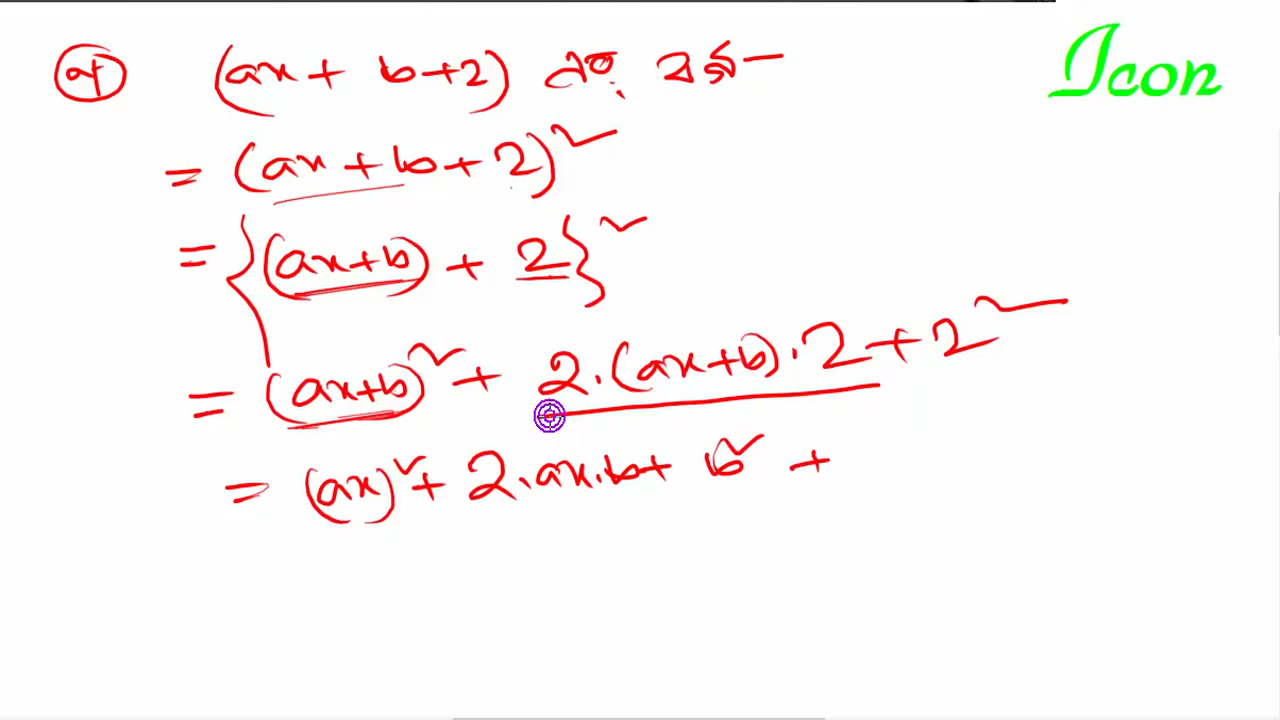 ণ (ax + b+2) এর বর্গ— Icon
= (ax + b + 2)²
= {(ax+b) + 2}²
= (ax+b)² + 2.(ax+b).2 + 2²
= (ax)² + 2.ax.b + b² +